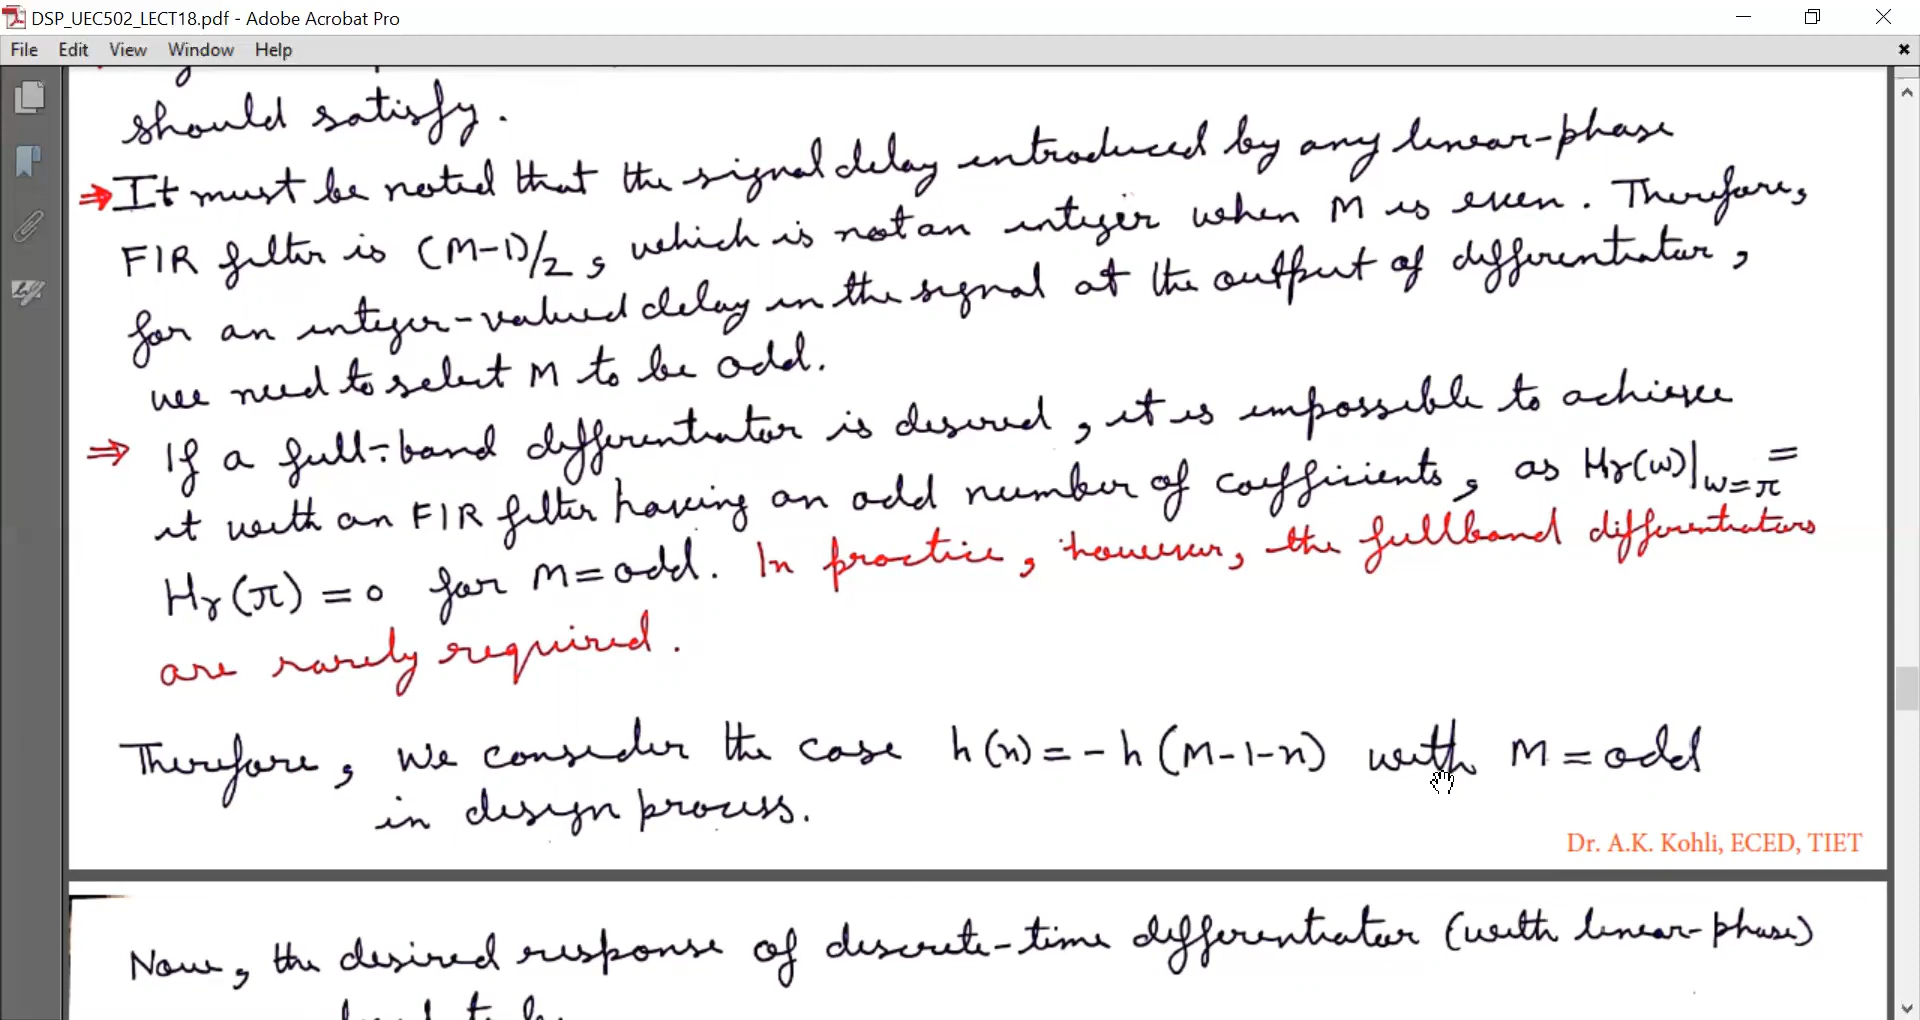 DSP_UEC502_LECT18.pdf - Adobe Acrobat Pro
File Edit View Window Help
should satisfy.
⇒ It must be noted that the signal delay introduced by any linear-phase
FIR filter is (M-1)/2, which is not an integer when M is even. Therefore,
for an integer-valued delay in the signal at the output of differentiator,
we need to select M to be odd.
⇒ If a full-band differentiator is desired, it is impossible to achieve
it with an FIR filter having an odd number of coefficients, as Hr(w)|w=π =
Hr(π) = 0 for M=odd. In practice, however, the fullband differentiators
are rarely required.
Therefore, we consider the case h(n) = -h(M-1-n) with M = odd
in design process.
Dr. A.K. Kohli, ECED, TIET
Now, the desired response of discrete-time differentiator (with linear-phase)